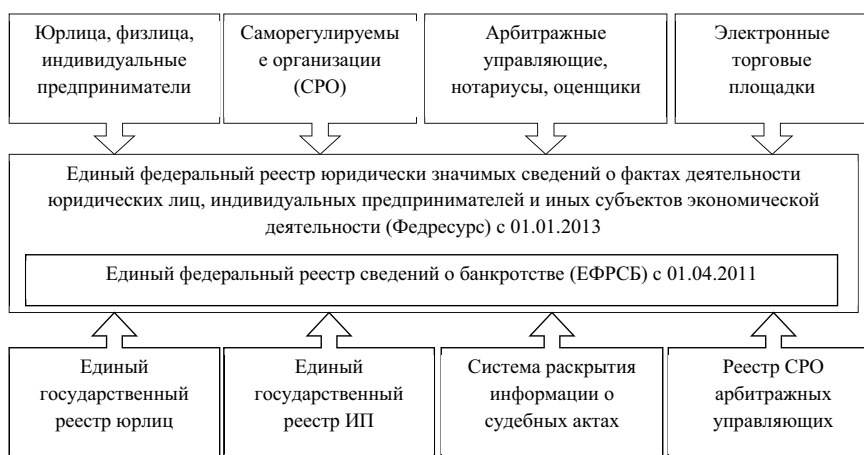 Юрлица, физлица,
индивидуальные
предприниматели
Саморегулируемы
е организации
(СРО)
Арбитражные
управляющие,
нотариусы, оценщики
Электронные
торговые
площадки
Единый федеральный реестр юридически значимых сведений о фактах деятельности
юридических лиц, индивидуальных предпринимателей и иных субъектов экономической
деятельности (Федресурс) с 01.01.2013
Единый федеральный реестр сведений о банкротстве (ЕФРСБ) с 01.04.2011
Единый
государственный
реестр юрлиц
Единый
государственный
реестр ИП
Система раскрытия
информации о
судебных актах
Реестр СРО
арбитражных
управляющих